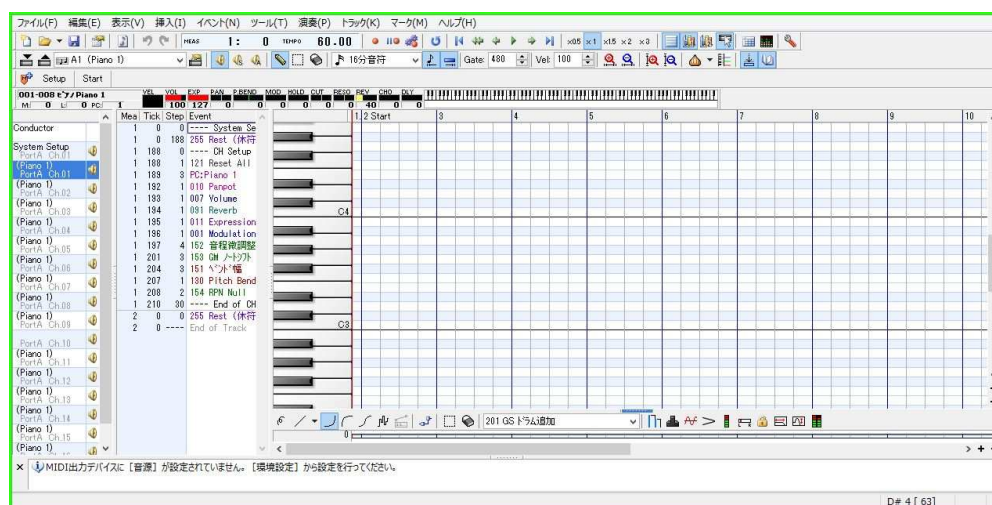 ファイル(F) 編集(E) 表示(V) 挿入(I) イベント(N) ツール(T) 演奏(P) トラック(K) マーク(M) ヘルプ(H)
MEAS 1: 0 TEMPO 60.00 ×0.5 ×1 ×1.5 ×2 ×3
A1 (Piano 1) 16分音符 Gate: 480 Vel: 100
Setup Start
001-008 ピアノ/Piano 1 VEL VOL EXP PAN P.BEND MOD HOLD CUT RESO REV CHO DLY
M: 0 L: 0 PC: 1 100 127 0 0 0 0 0 0 40 0 0
Mea Tick Step Event 1 2 Start 3 4 5 6 7 8 9 10
Conductor 1 0 0 ---- System Se
1 0 188 255 Rest (休符
System Setup 1 188 0 ---- CH Setup
PortA Ch.01 1 188 1 121 Reset All
(Piano 1) 1 189 3 PC:Piano 1
PortA Ch.01
(Piano 1) 1 192 1 010 Panpot
PortA Ch.02 1 193 1 007 Volume
(Piano 1) 1 194 1 091 Reverb
PortA Ch.03 C4
(Piano 1) 1 195 1 011 Expression
PortA Ch.04 1 196 1 001 Modulation
(Piano 1) 1 197 4 152 音程微調整
PortA Ch.05 1 201 3 153 GM ノートシフト
(Piano 1)
PortA Ch.06 1 204 3 151 ベンド幅
(Piano 1) 1 207 1 130 Pitch Bend
PortA Ch.07 1 208 2 154 RPN Null
(Piano 1) 1 210 30 ---- End of CH
PortA Ch.08
(Piano 1) 2 0 0 255 Rest (休符
PortA Ch.09 2 0 ---- End of Track C3
PortA Ch.10
(Piano 1)
PortA Ch.11
(Piano 1)
PortA Ch.12
(Piano 1)
PortA Ch.13
(Piano 1)
PortA Ch.14 201 GS ドラム追加
(Piano 1)
PortA Ch.15 0
(Piano 1)
MIDI出力デバイスに [音源] が設定されていません。 [環境設定] から設定を行ってください。
D# 4 [ 63]